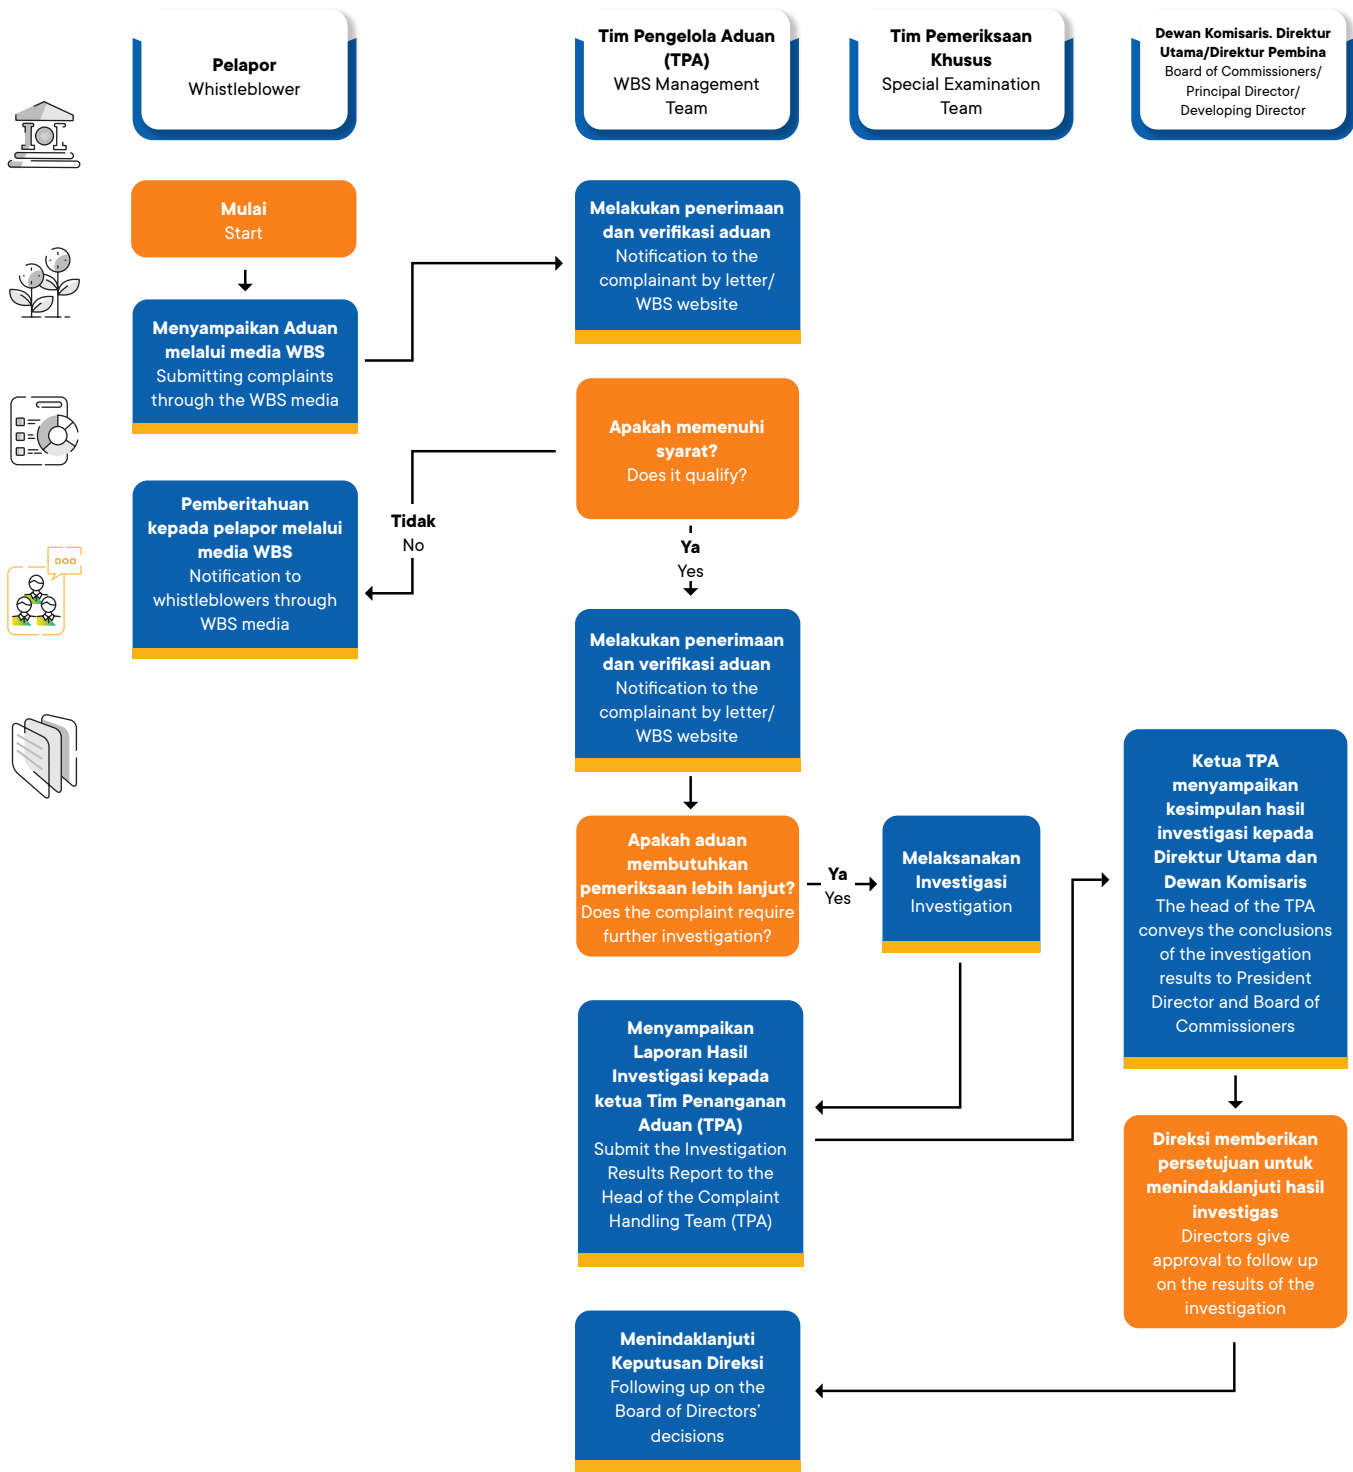 Pelapor
Whistleblower
Tim Pengelola Aduan
(TPA)
WBS Management
Team
Tim Pemeriksaan
Khusus
Special Examination
Team
Dewan Komisaris. Direktur
Utama/Direktur Pembina
Board of Commissioners/
Principal Director/
Developing Director
Mulai
Start
Melakukan penerimaan
dan verifikasi aduan
Notification to the
complainant by letter/
WBS website
Menyampaikan Aduan
melalui media WBS
Submitting complaints
through the WBS media
Apakah memenuhi
syarat?
Does it qualify?
Tidak
No
Pemberitahuan
kepada pelapor melalui
media WBS
Notification to
whistleblowers through
WBS media
Ya
Yes
Melakukan penerimaan
dan verifikasi aduan
Notification to the
complainant by letter/
WBS website
Apakah aduan
membutuhkan
pemeriksaan lebih lanjut?
Does the complaint require
further investigation?
Ya
Yes
Melaksanakan
Investigasi
Investigation
Ketua TPA
menyampaikan
kesimpulan hasil
investigasi kepada
Direktur Utama dan
Dewan Komisaris
The head of the TPA
conveys the conclusions
of the investigation
results to President
Director and Board of
Commissioners
Menyampaikan
Laporan Hasil
Investigasi kepada
ketua Tim Penanganan
Aduan (TPA)
Submit the Investigation
Results Report to the
Head of the Complaint
Handling Team (TPA)
Direksi memberikan
persetujuan untuk
menindaklanjuti hasil
investigas
Directors give
approval to follow up
on the results of the
investigation
Menindaklanjuti
Keputusan Direksi
Following up on the
Board of Directors’
decisions